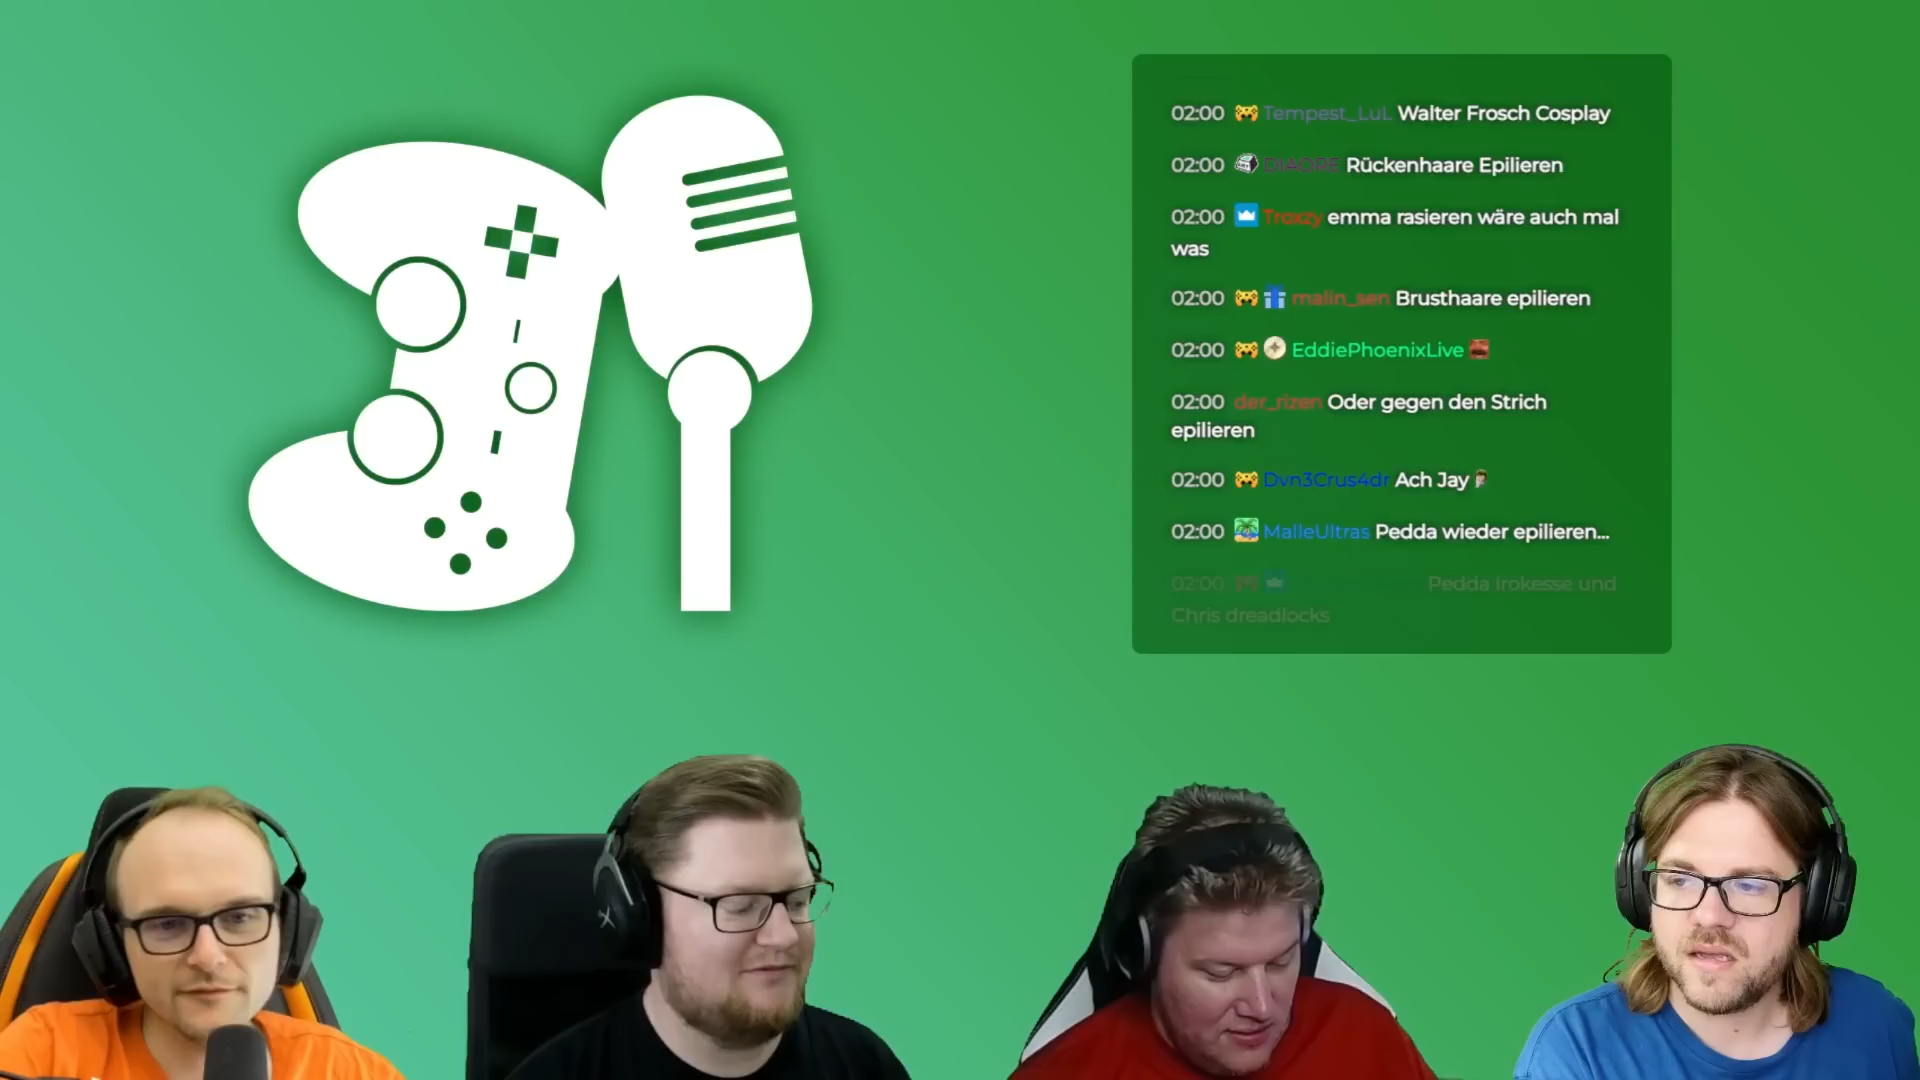 02:00 Tempest_LuL Walter Frosch Cosplay
02:00 DIAORE Rückenhaare Epilieren
02:00 Troxzy emma rasieren wäre auch mal
was
02:00 malin_sen Brusthaare epilieren
02:00 EddiePhoenixLive
02:00 der_rizen Oder gegen den Strich
epilieren
02:00 Dvn3Crus4dr Ach Jay
02:00 MalleUltras Pedda wieder epilieren...
02:00 Pedda Irokesse und
Chris dreadlocks